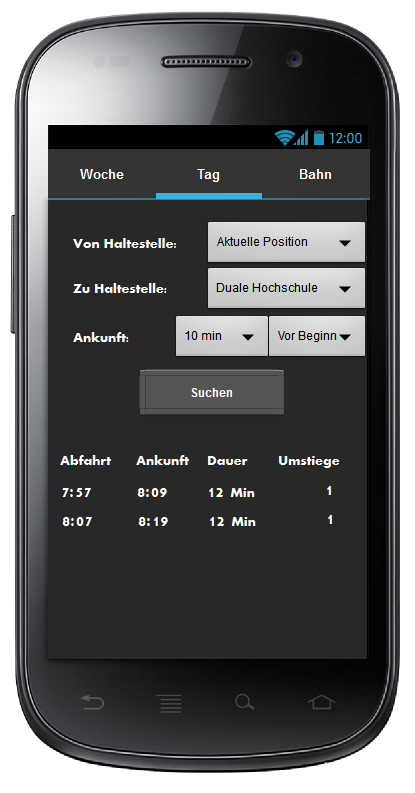 12:00
Woche Tag Bahn
Von Haltestelle: Aktuelle Position
Zu Haltestelle: Duale Hochschule
Ankunft: 10 min Vor Beginn
Suchen
Abfahrt Ankunft Dauer Umstiege
7:57 8:09 12 Min 1
8:07 8:19 12 Min 1